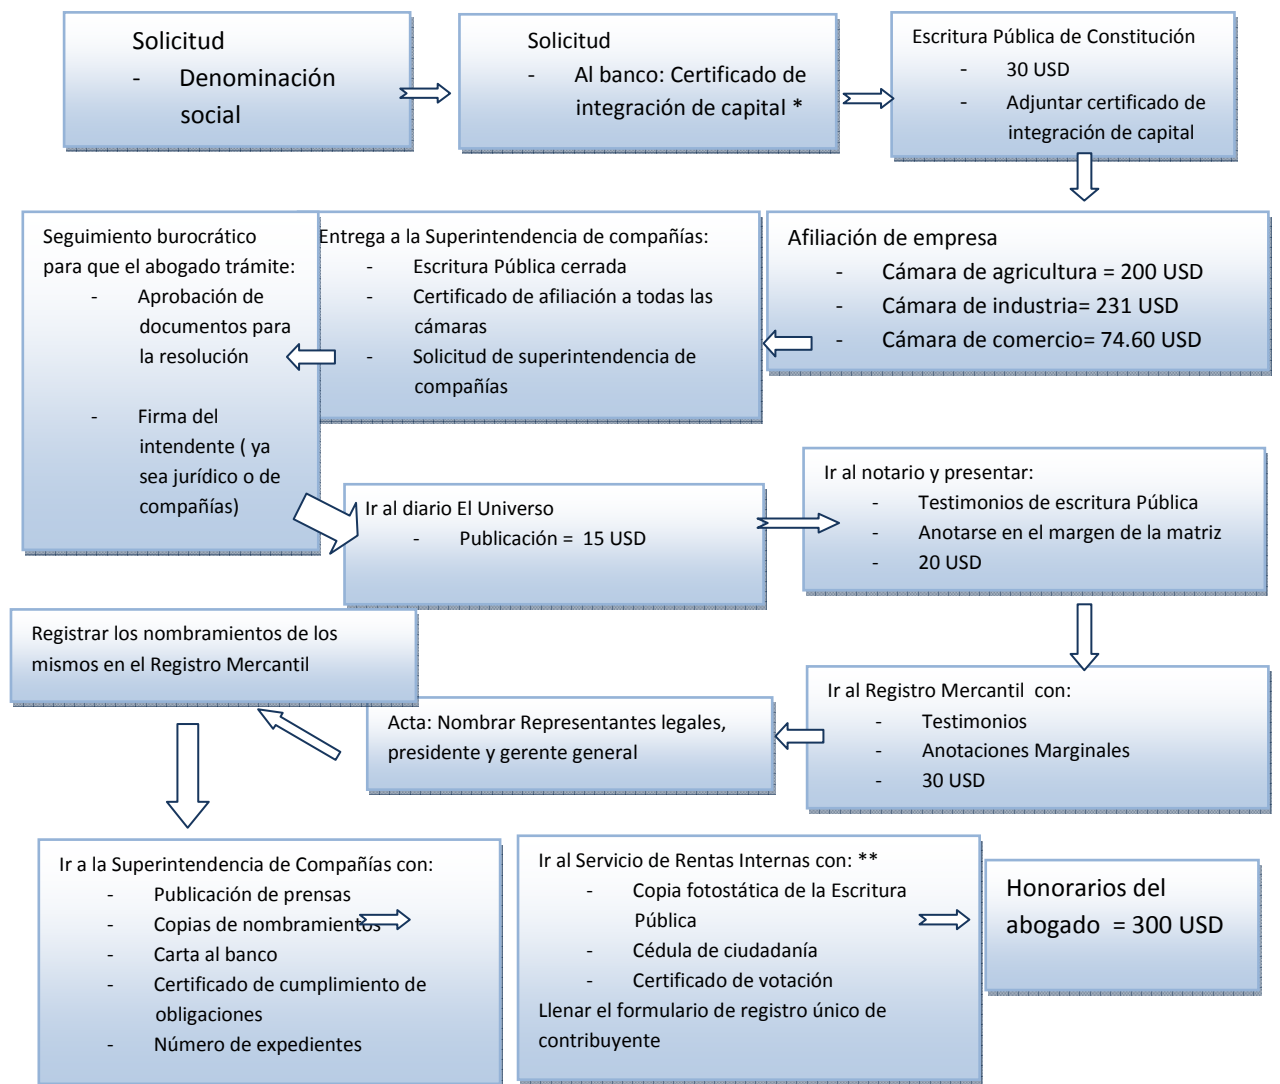 Solicitud
- Denominación
social
Solicitud
- Al banco: Certificado de
integración de capital *
Escritura Pública de Constitución
- 30 USD
- Adjuntar certificado de
integración de capital
Afiliación de empresa
- Cámara de agricultura = 200 USD
- Cámara de industria= 231 USD
- Cámara de comercio= 74.60 USD
Entrega a la Superintendencia de compañías:
- Escritura Pública cerrada
- Certificado de afiliación a todas las
cámaras
- Solicitud de superintendencia de
compañías
Seguimiento burocrático
para que el abogado trámite:
- Aprobación de
documentos para
la resolución
- Firma del
intendente ( ya
sea jurídico o de
compañías)
Ir al diario El Universo
- Publicación = 15 USD
Ir al notario y presentar:
- Testimonios de escritura Pública
- Anotarse en el margen de la matriz
- 20 USD
Ir al Registro Mercantil con:
- Testimonios
- Anotaciones Marginales
- 30 USD
Acta: Nombrar Representantes legales,
presidente y gerente general
Registrar los nombramientos de los
mismos en el Registro Mercantil
Ir a la Superintendencia de Compañías con:
- Publicación de prensas
- Copias de nombramientos
- Carta al banco
- Certificado de cumplimiento de
obligaciones
- Número de expedientes
Ir al Servicio de Rentas Internas con: **
- Copia fotostática de la Escritura
Pública
- Cédula de ciudadanía
- Certificado de votación
Llenar el formulario de registro único de
contribuyente
Honorarios del
abogado = 300 USD